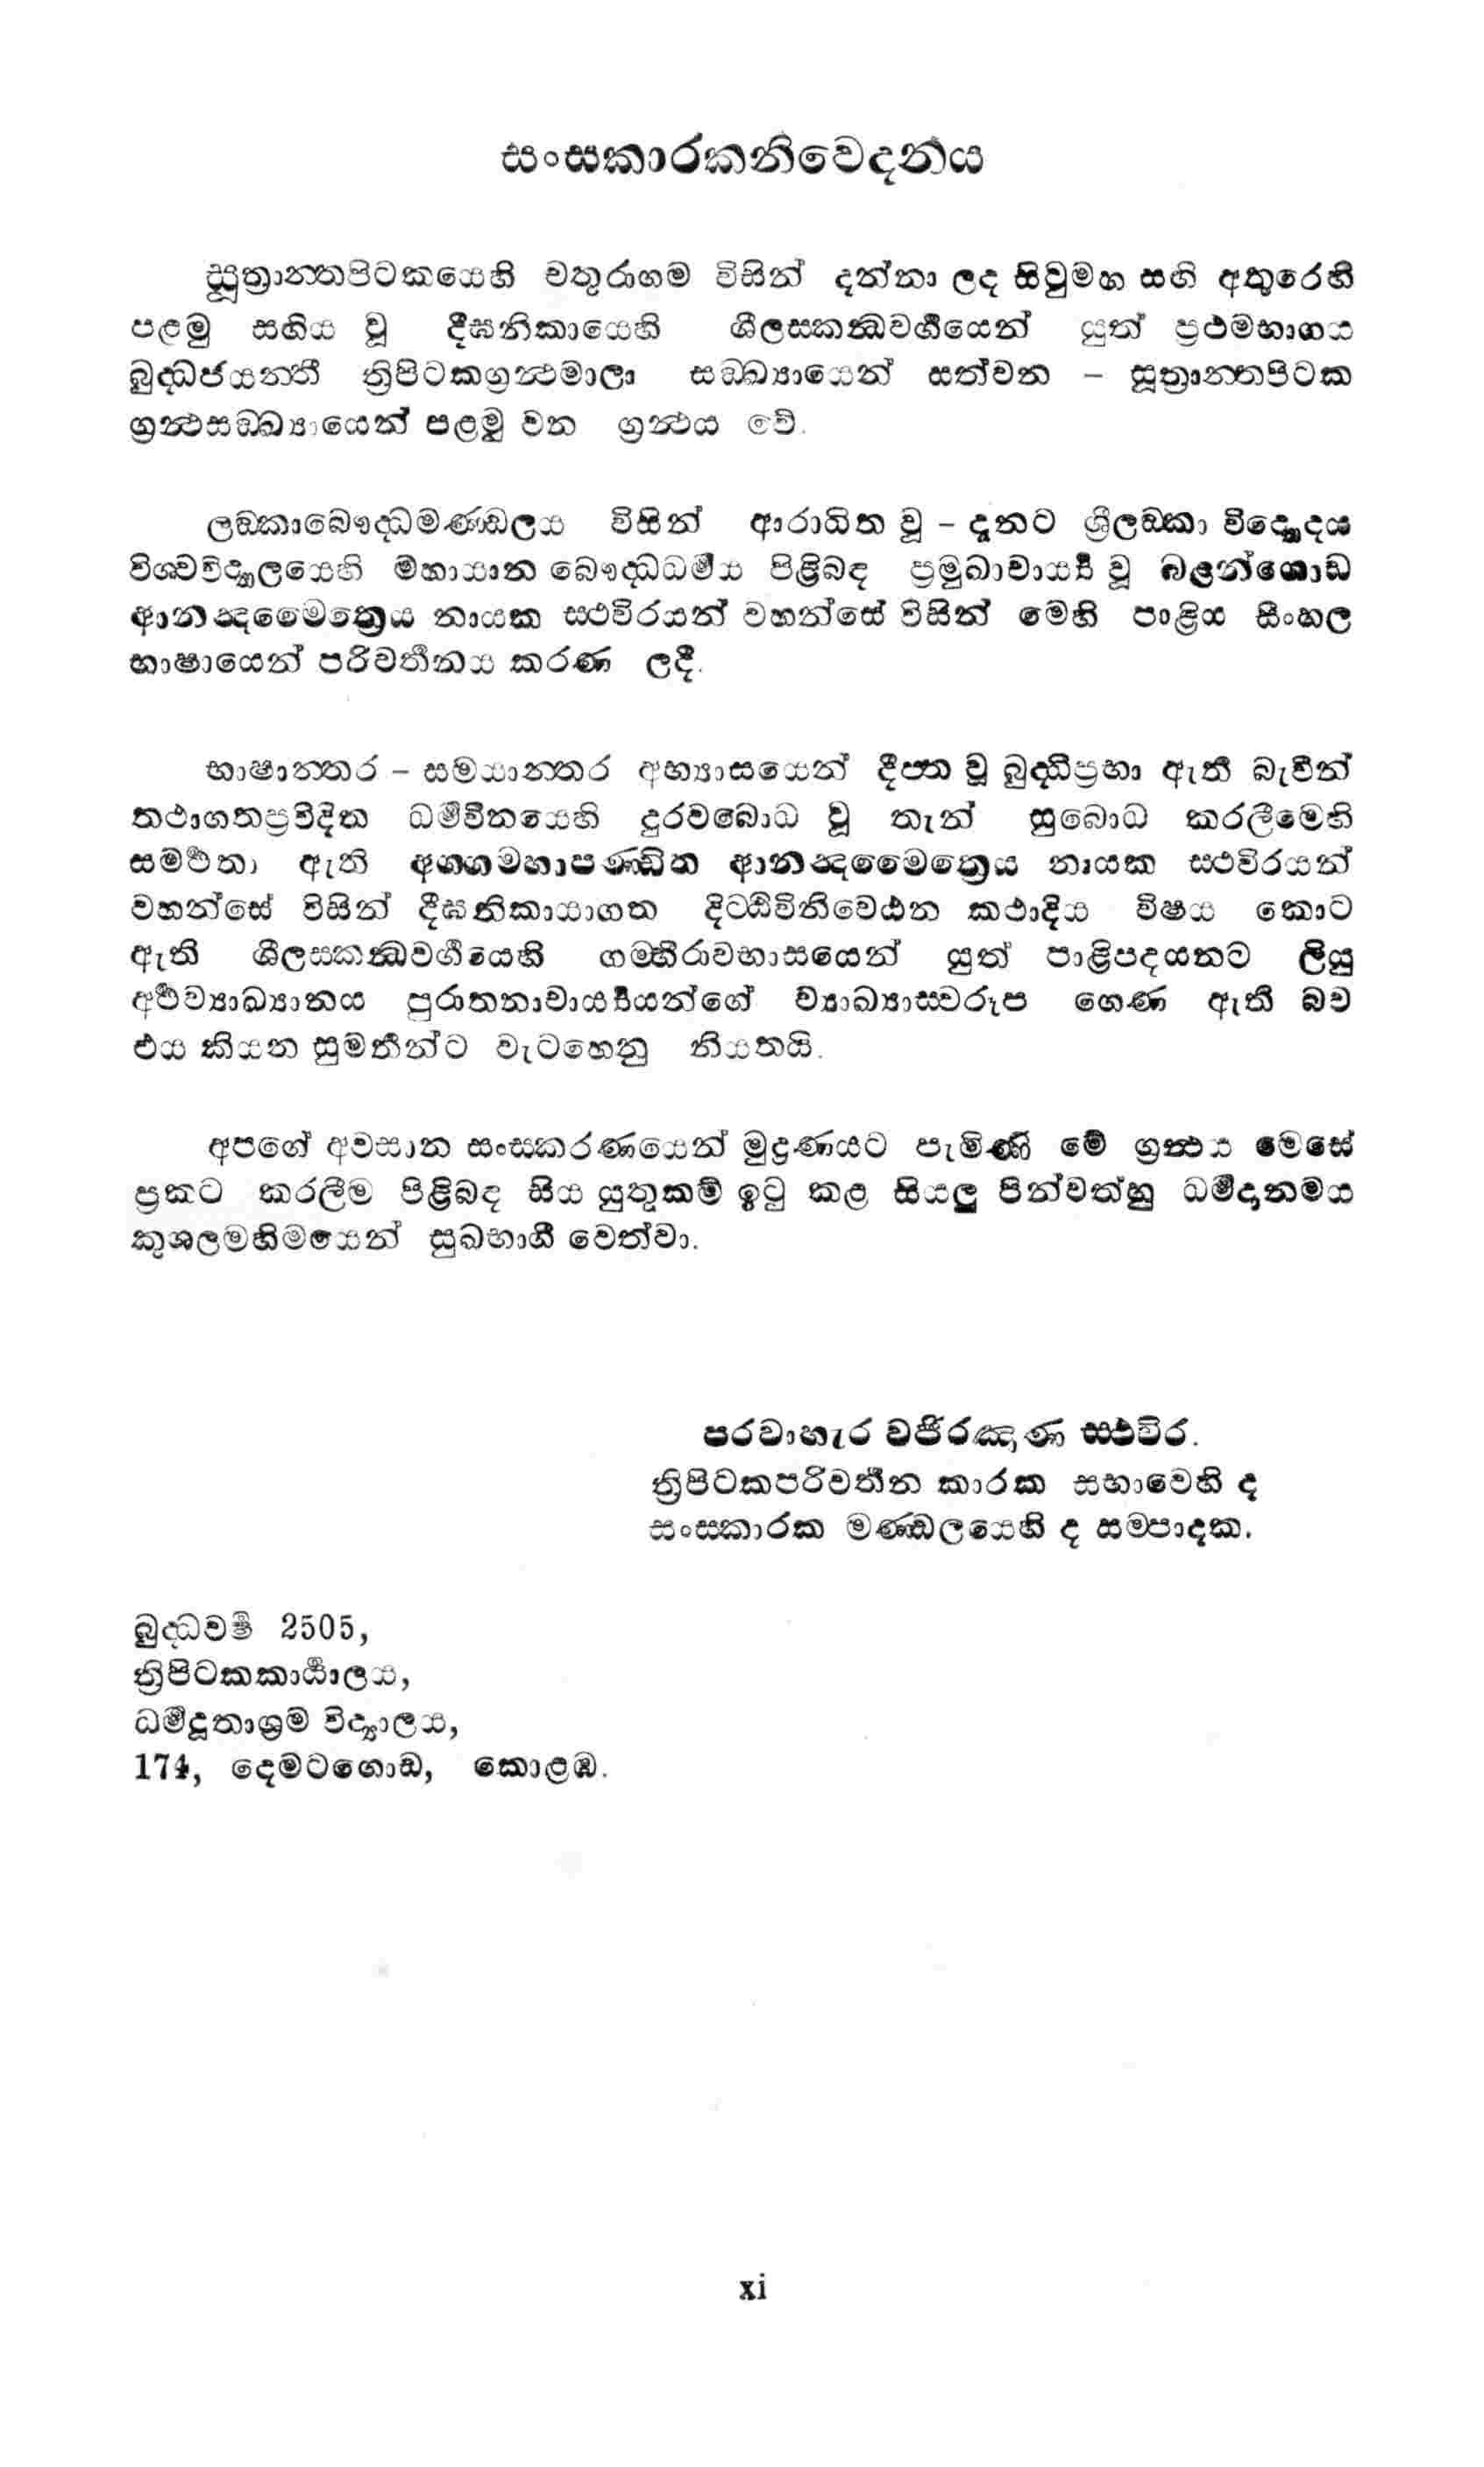 සංස්කාරකනිවේදනය
සූත්‍රාන්තපිටකයෙහි චතුරාගම විසින් දන්නා ලද සිවුමහ සඟි අතුරෙහි
පළමු සඟිය වූ දීර්ඝනිකායෙහි ශීලස්කන්ධවර්ගයෙන් යුත් ප්‍රථමභාගය
බුද්ධජයන්තී ත්‍රිපිටකග්‍රන්ථමාලා සඞ්ඛ්‍යායෙන් සත්වන – සූත්‍රාන්තපිටක
ග්‍රන්ථසඞ්ඛ්‍යායෙන් පළමු වන ග්‍රන්ථය වේ.
ලඞ්කාබෞද්ධමණ්ඩලය විසින් ආරාධිත වූ – දැනට ශ්‍රීලඞ්කා විද්‍යොදය
විශ්වවිද්‍යාලයෙහි මහායාන බෞද්ධධර්මය පිළිබඳ ප්‍රමුඛාචාර්ය්‍ය වූ බළන්ගොඩ
ආනන්දමෛත්‍රෙය නායක ස්ථවිරයන් වහන්සේ විසින් මෙහි පාළිය සිංහල
භාෂායෙන් පරිවර්තනය කරණ ලදී.
භාෂාන්තර – සමයාන්තර අභ්‍යාසයෙන් දීප්ත වූ බුද්ධිප්‍රභා ඇති බැවින්
තථාගතප්‍රවිදිත ධර්මවිනයෙහි දුරවබොධ වූ තැන් සුබොධ කරලීමෙහි
සමර්ථතා ඇති අග්ගමහාපණ්ඩිත ආනන්දමෛත්‍රෙය නායක ස්ථවිරයන්
වහන්සේ විසින් දීඝනිකායාගත දිට්ඨිවිනිවෙඨන කථාදිය විෂය කොට
ඇති ශීලස්කන්ධවර්ගයෙහි ගම්භීරාවභාසයෙන් යුත් පාළිපදයනට ලියු
අර්ථව්‍යාඛ්‍යානය පුරාතනාචාර්ය්‍යයන්ගේ ව්‍යාඛ්‍යාස්වරූප ගෙණ ඇති බව
එය කියන සුමතීන්ට වැටහෙනු නියතයි.
අපගේ අවසාන සංස්කරණයෙන් මුද්‍රණයට පැමිණි මේ ග්‍රන්ථය මෙසේ
ප්‍රකට කරලීම පිළිබඳ සිය යුතුකම් ඉටු කළ සියලු පින්වත්හු ධර්මදානමය
කුශලමහිමයෙන් සුඛභාගී වෙත්වා.
පරවාහැර වජිරඤාණ ස්ථවිර.
ත්‍රිපිටකපරිවර්තන කාරක සභාවෙහි ද
සංස්කාරක මණ්ඩලයෙහි ද සම්පාදක.
බුද්ධවර්ෂ 2505,
ත්‍රිපිටකකාර්යාලය,
ධර්මදූතාශ්‍රම විද්‍යාලය,
174, දෙමටගොඩ, කොළඹ.
xi